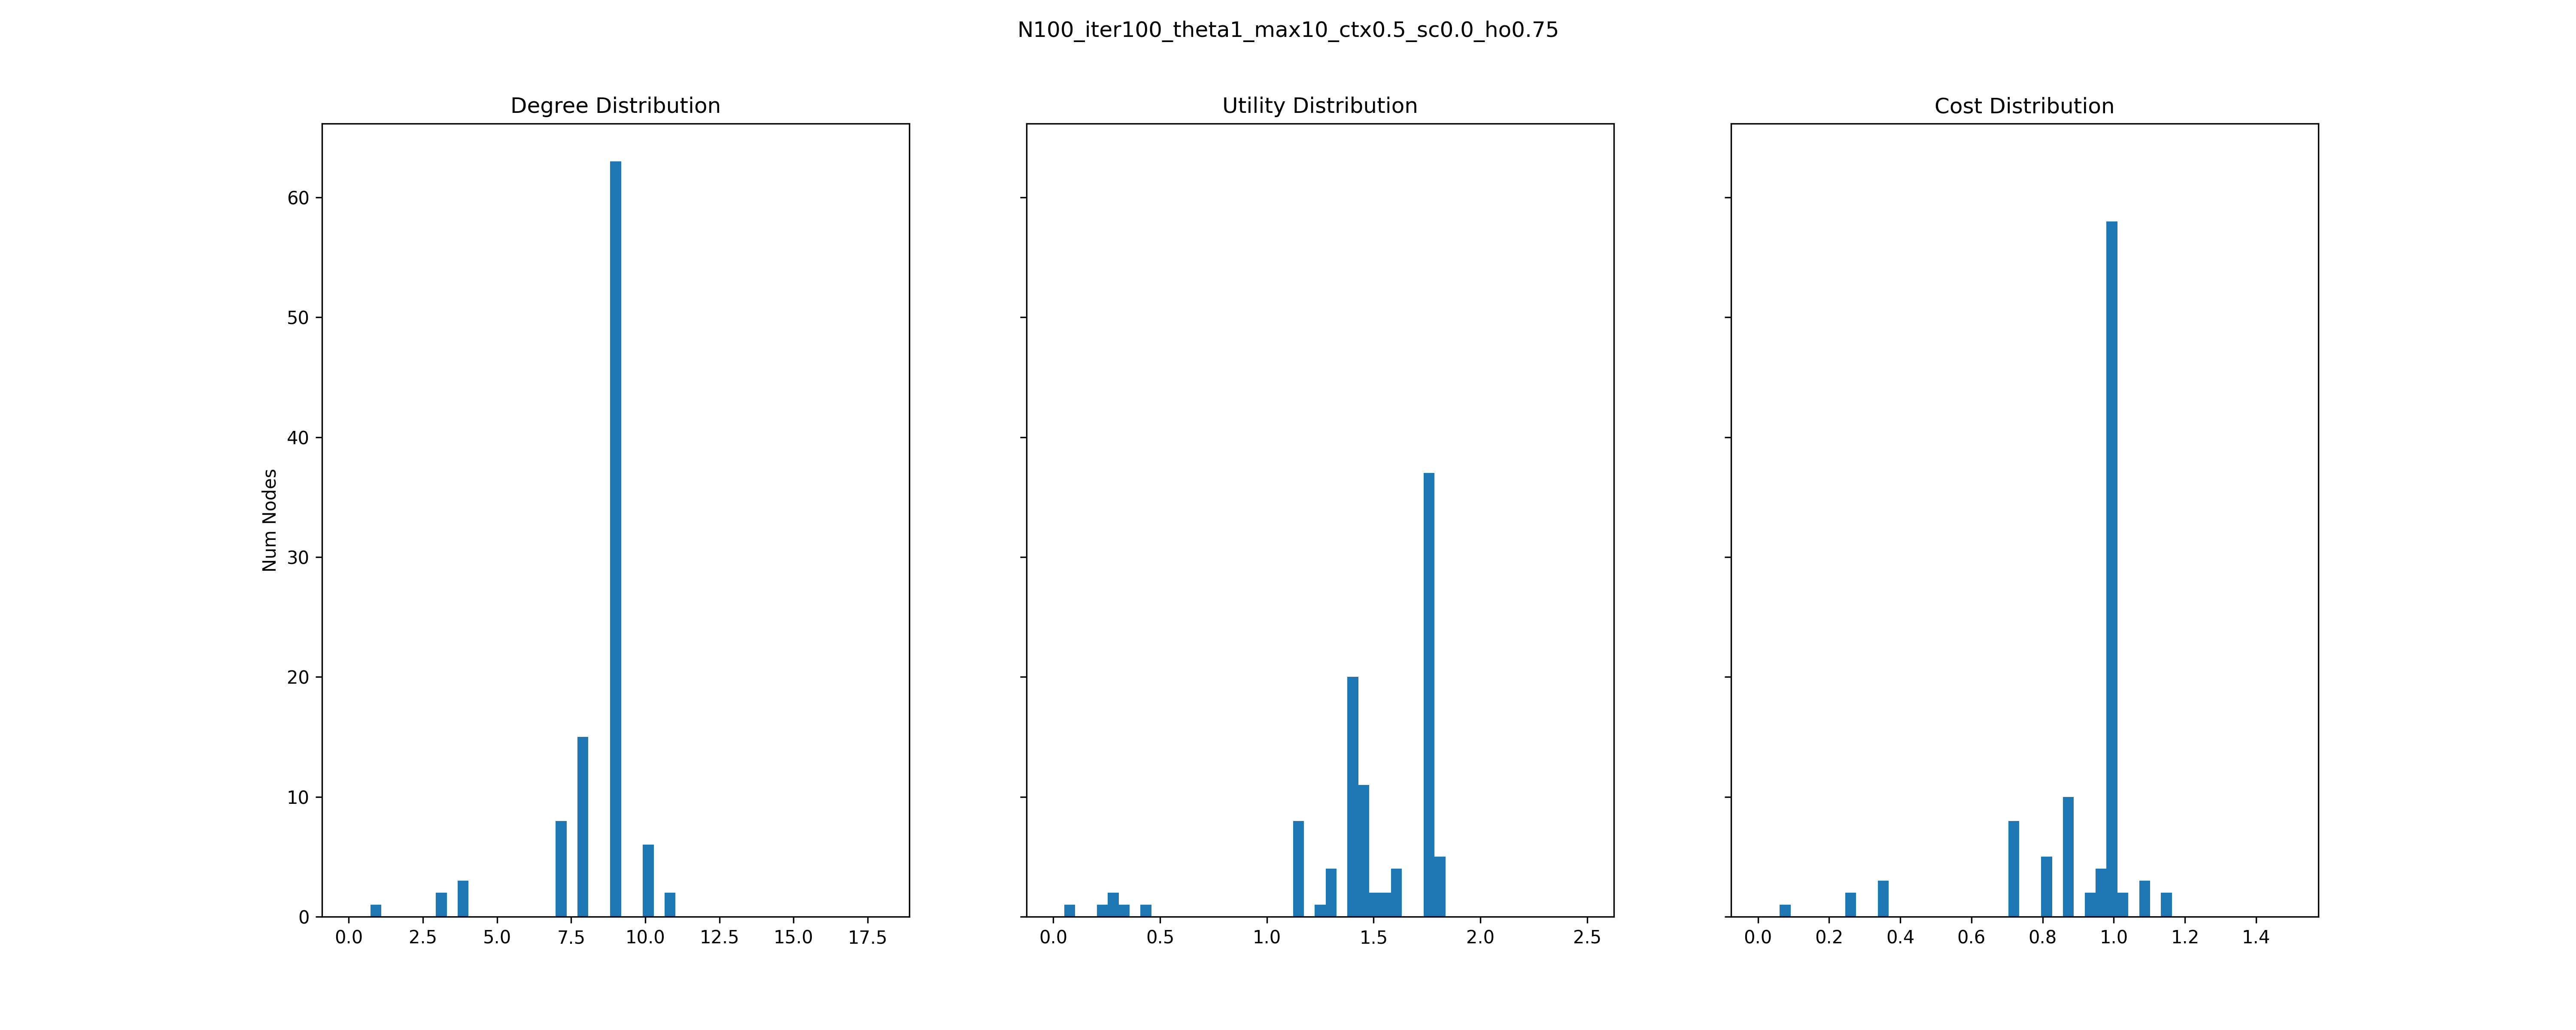 N100_iter100_theta1_max10_ctx0.5_sc0.0_ho0.75
Degree Distribution
Utility Distribution
Cost Distribution
Num Nodes
60
50
40
30
20
10
0
0.0 2.5 5.0 7.5 10.0 12.5 15.0 17.5
0.0 0.5 1.0 1.5 2.0 2.5
0.0 0.2 0.4 0.6 0.8 1.0 1.2 1.4